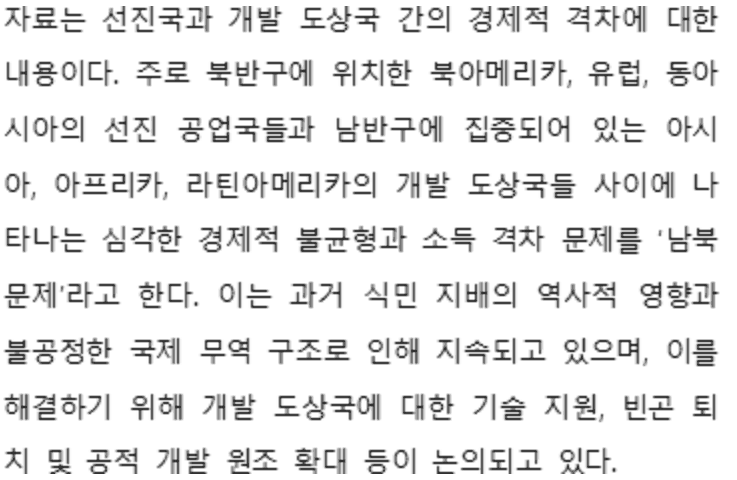 자료는 선진국과 개발 도상국 간의 경제적 격차에 대한
내용이다. 주로 북반구에 위치한 북아메리카, 유럽, 동아
시아의 선진 공업국들과 남반구에 집중되어 있는 아시
아, 아프리카, 라틴아메리카의 개발 도상국들 사이에 나
타나는 심각한 경제적 불균형과 소득 격차 문제를 '남북
문제'라고 한다. 이는 과거 식민 지배의 역사적 영향과
불공정한 국제 무역 구조로 인해 지속되고 있으며, 이를
해결하기 위해 개발 도상국에 대한 기술 지원, 빈곤 퇴
치 및 공적 개발 원조 확대 등이 논의되고 있다.